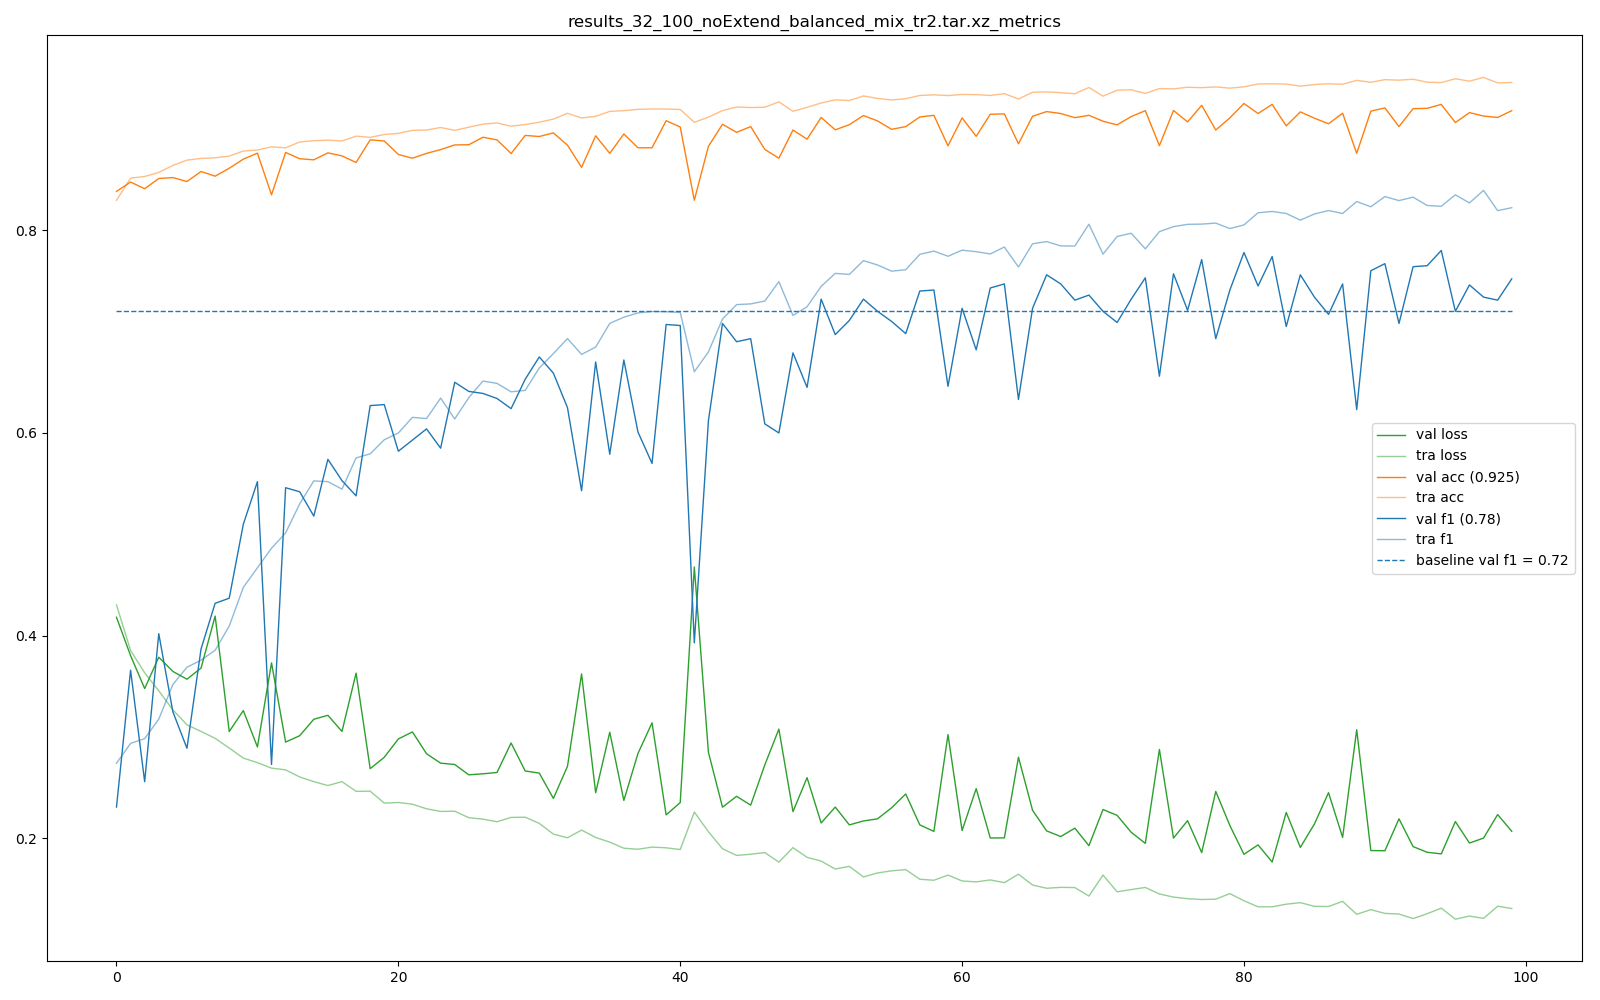 results_32_100_noExtend_balanced_mix_tr2.tar.xz_metrics
0.8
0.6
0.4
0.2
val loss
tra loss
val acc (0.925)
tra acc
val f1 (0.78)
tra f1
baseline val f1 = 0.72
0 20 40 60 80 100